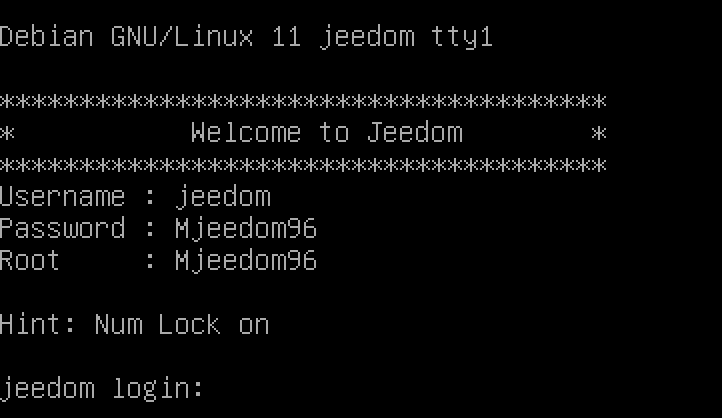 Debian GNU/Linux 11 jeedom tty1
**************************************
*           Welcome to Jeedom        *
**************************************
Username : jeedom
Password : Mjeedom96
Root     : Mjeedom96
Hint: Num Lock on
jeedom login: